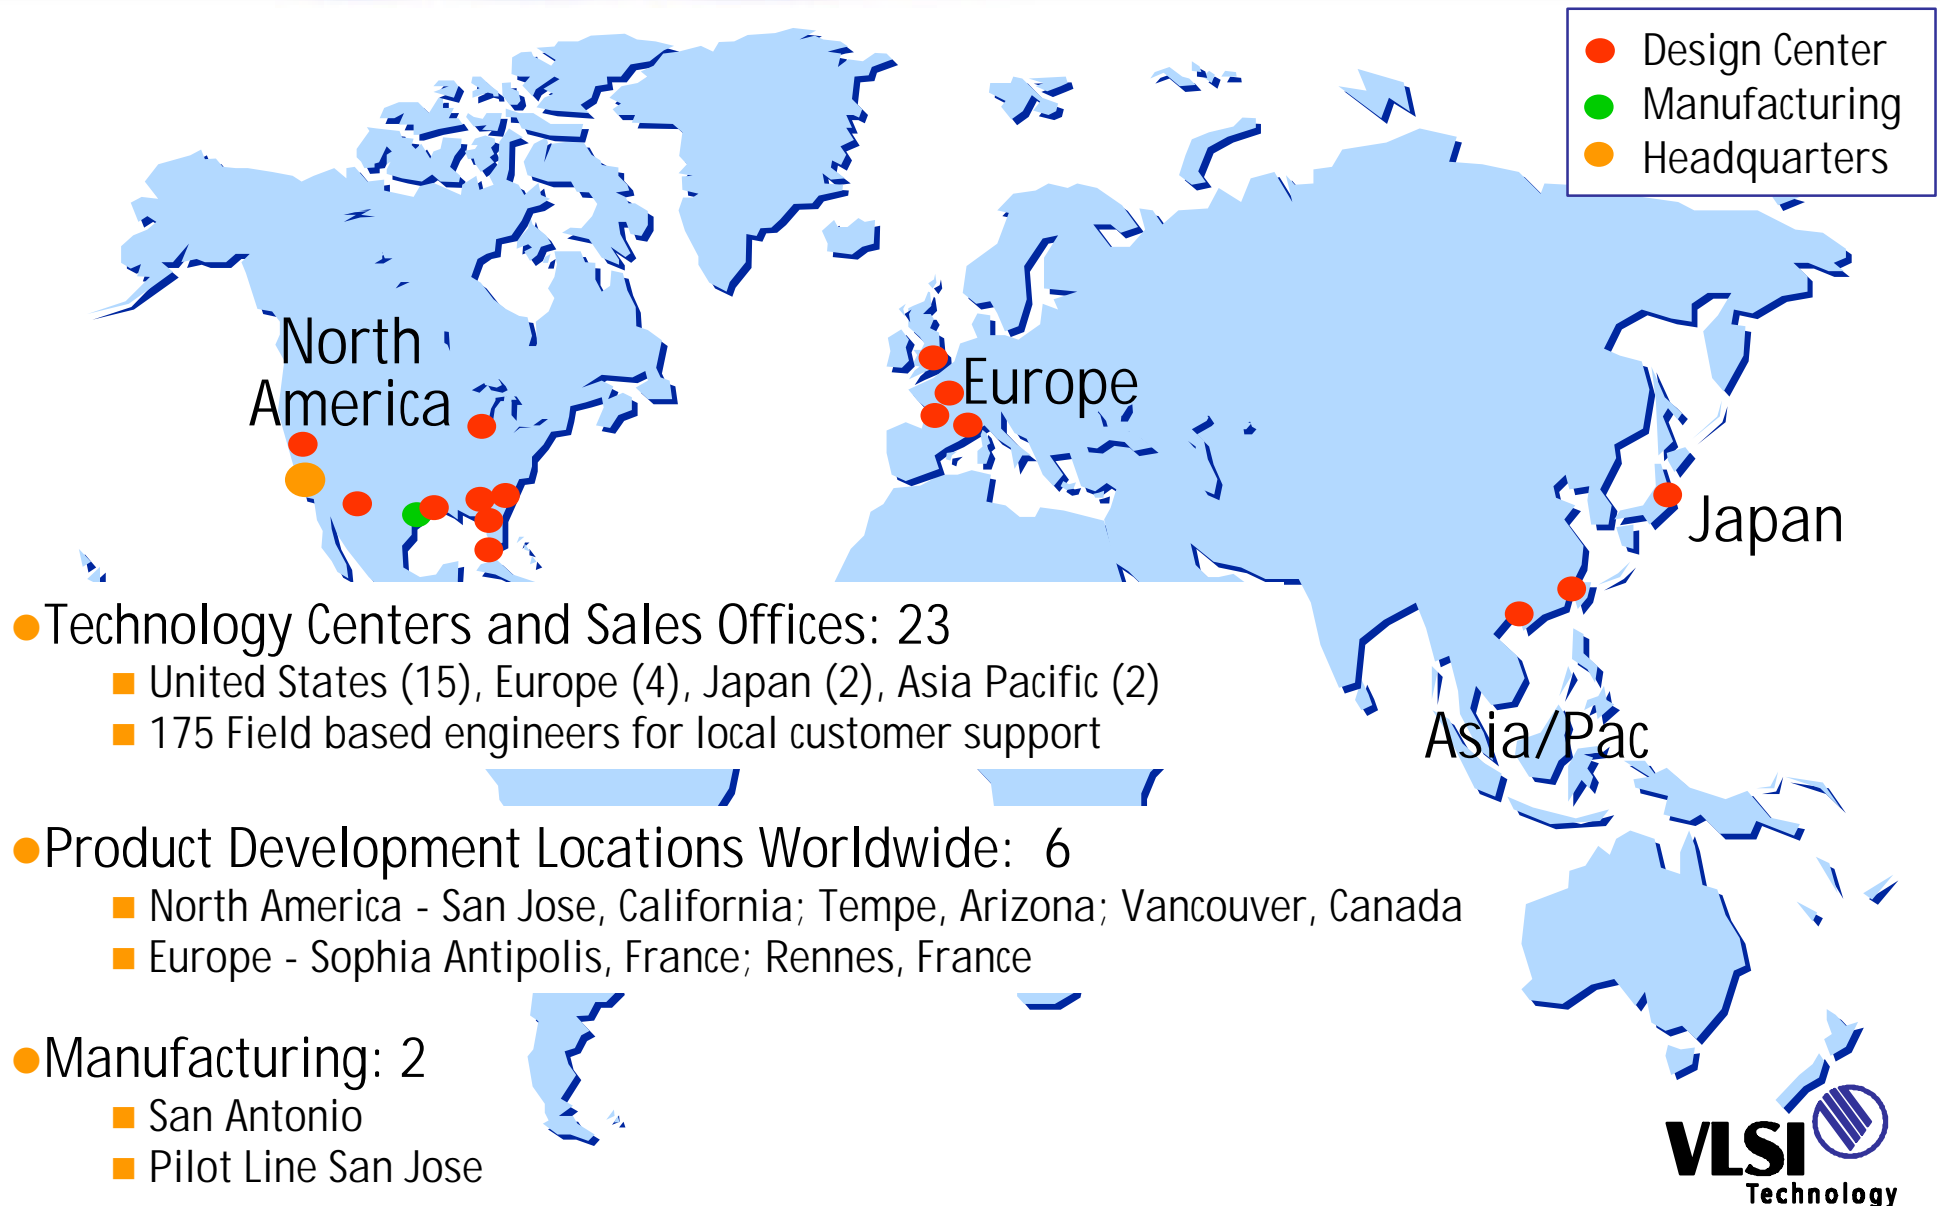 Design Center
Manufacturing
Headquarters
North
America
Europe
Japan
Asia/Pac
Technology Centers and Sales Offices: 23
United States (15), Europe (4), Japan (2), Asia Pacific (2)
175 Field based engineers for local customer support
Product Development Locations Worldwide: 6
North America - San Jose, California; Tempe, Arizona; Vancouver, Canada
Europe - Sophia Antipolis, France; Rennes, France
Manufacturing: 2
San Antonio
Pilot Line San Jose
VLSI
Technology